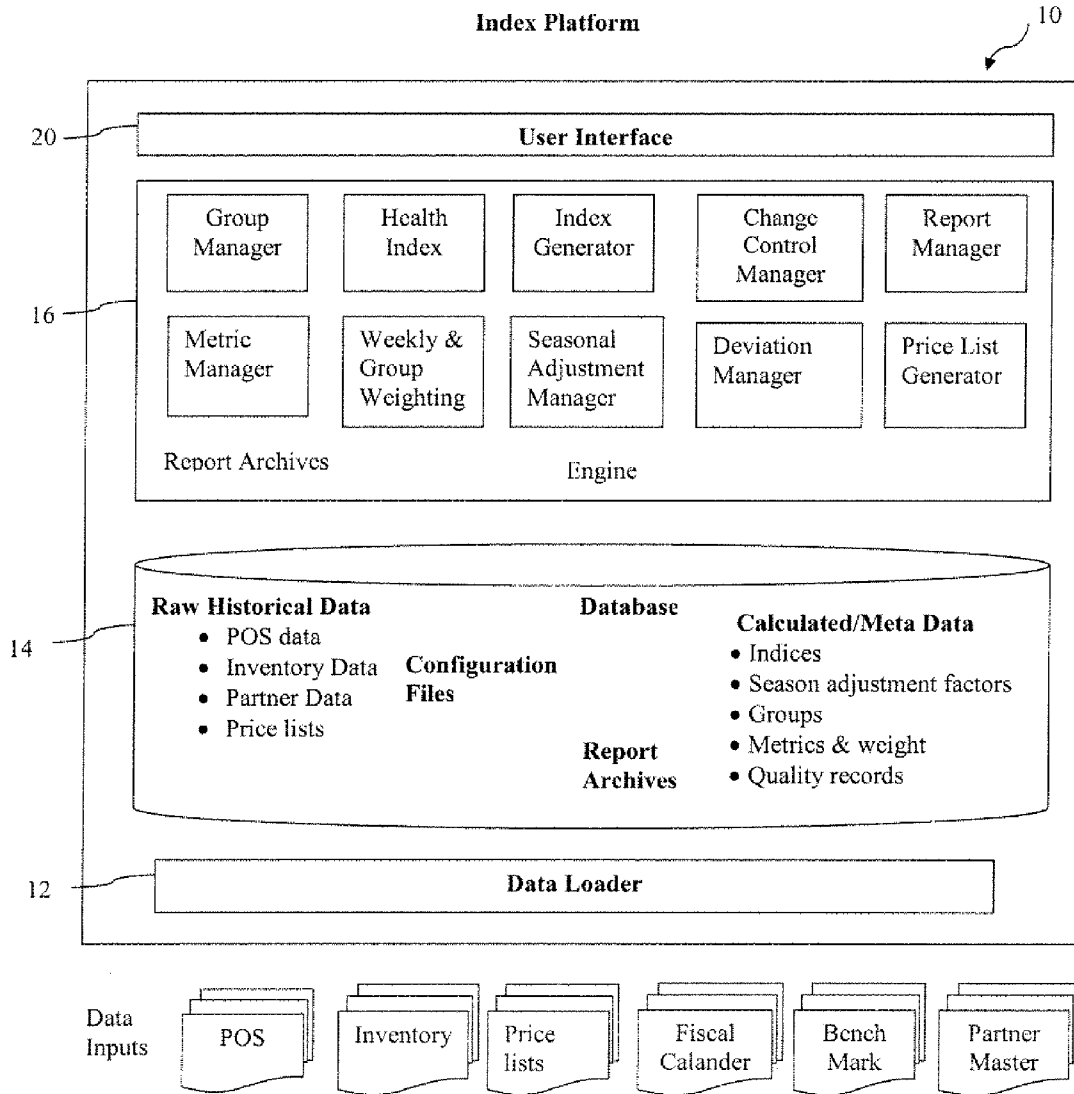 Index Platform
10
20
User Interface
Group
Manager
Health
Index
Index
Generator
Change
Control
Manager
Report
Manager
16
Metric
Manager
Weekly &
Group
Weighting
Seasonal
Adjustment
Manager
Deviation
Manager
Price List
Generator
Report Archives
Engine
14
Raw Historical Data
• POS data
• Inventory Data
• Partner Data
• Price lists
Configuration
Files
Database
Report
Archives
Calculated/Meta Data
• Indices
• Season adjustment factors
• Groups
• Metrics & weight
• Quality records
12
Data Loader
Data
Inputs
POS
Inventory
Price
lists
Fiscal
Calander
Bench
Mark
Partner
Master